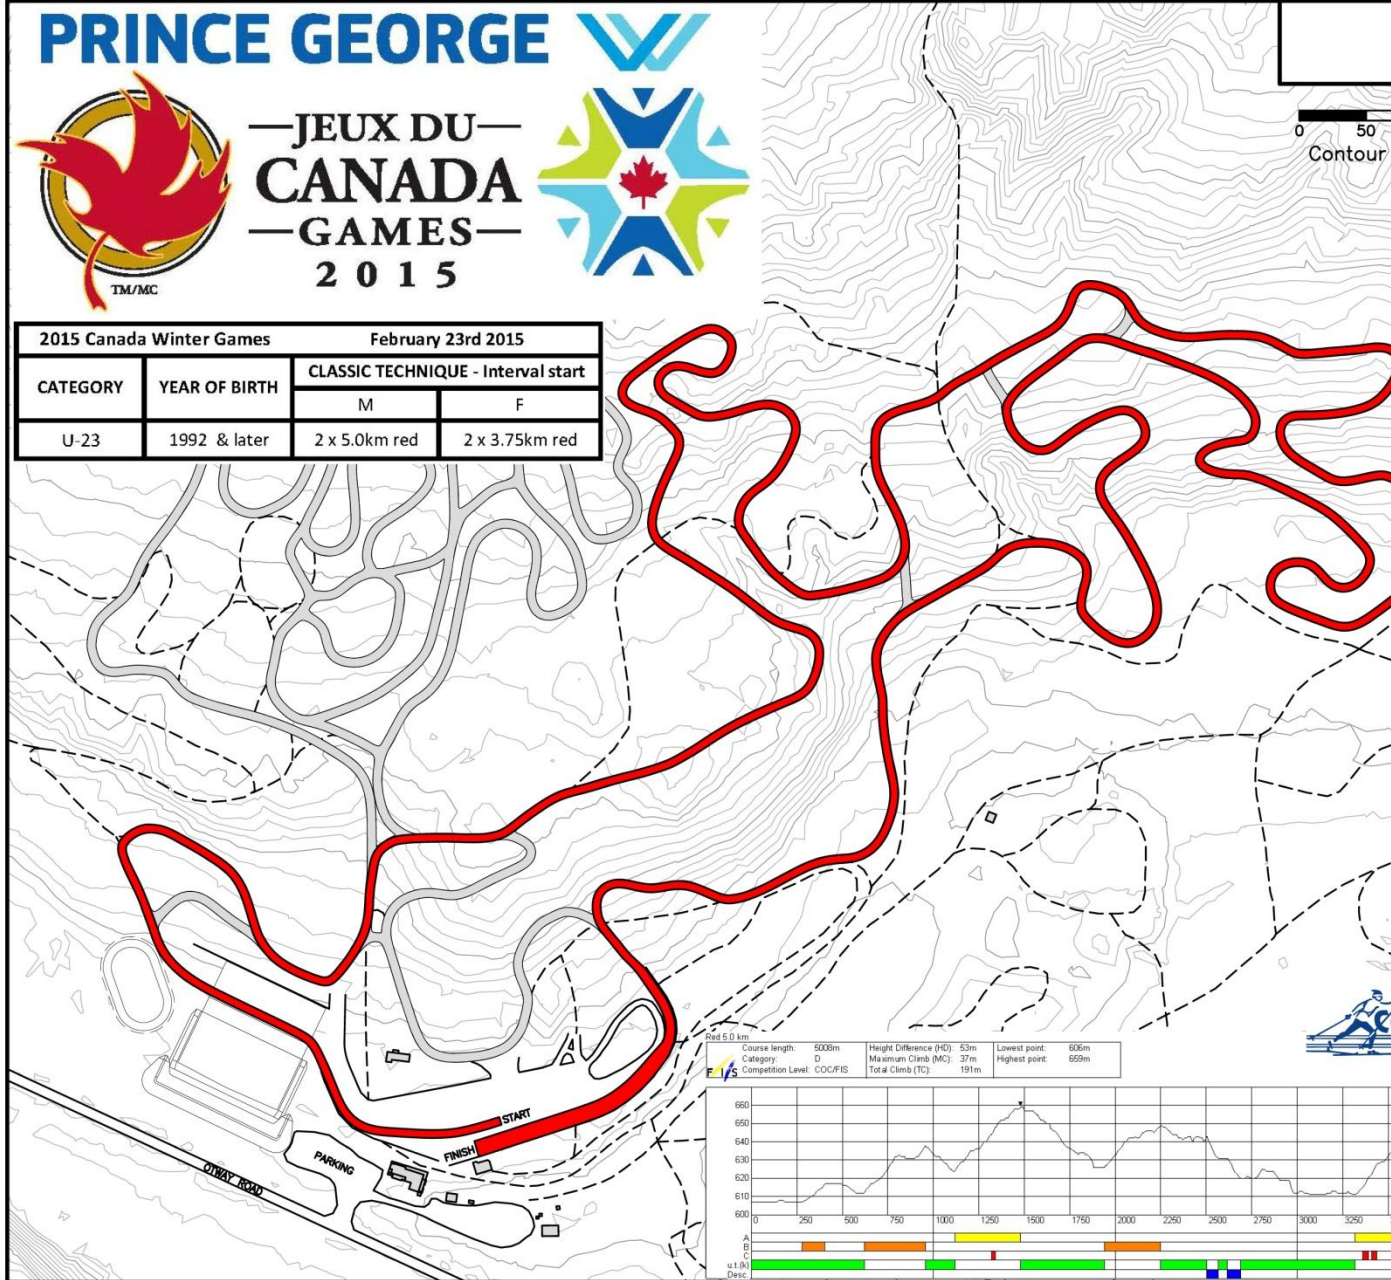 PRINCE GEORGE
JEUX DU
CANADA
GAMES
2015
TM/MC
0 50
Contour
2015 Canada Winter Games February 23rd 2015
CATEGORY YEAR OF BIRTH CLASSIC TECHNIQUE - Interval start
M F
U-23 1992 & later 2 x 5.0km red 2 x 3.75km red
START
FINISH
PARKING
OTWAY ROAD
Red 5.0 km
Course length: 5008m Height Difference (HD): 53m Lowest point: 606m
Category: D Maximum Climb (MC): 37m Highest point: 659m
Competition Level: COC/FIS Total Climb (TC): 191m
F I S
660
650
640
630
620
610
600
0 250 500 750 1000 1250 1500 1750 2000 2250 2500 2750 3000 3250
A
B
C
u.t.(k)
Desc.